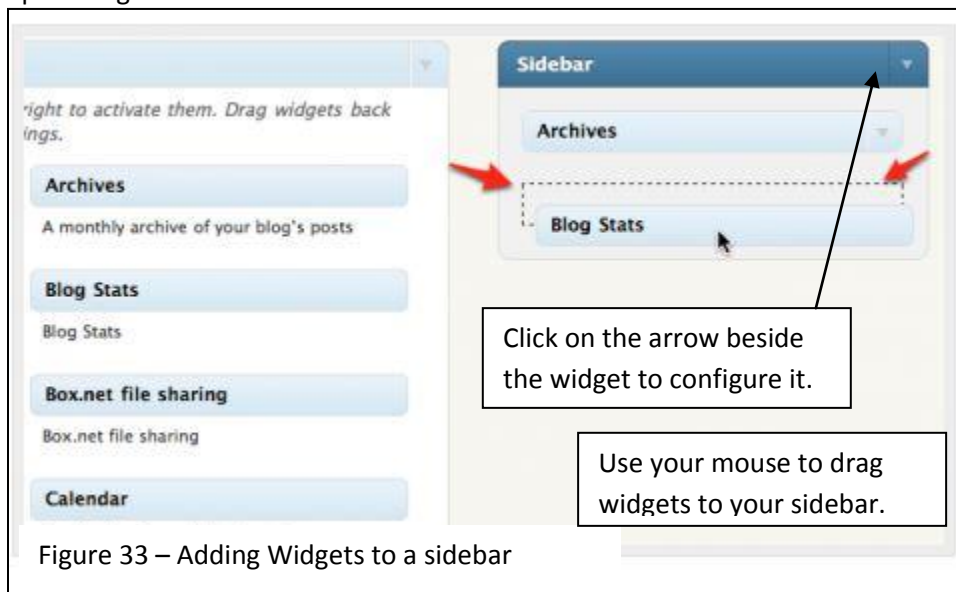 right to activate them. Drag widgets back
ings.
Archives
A monthly archive of your blog's posts
Blog Stats
Blog Stats
Box.net file sharing
Box.net file sharing
Calendar
Sidebar
Archives
Blog Stats
Click on the arrow beside
the widget to configure it.
Use your mouse to drag
widgets to your sidebar.
Figure 33 – Adding Widgets to a sidebar